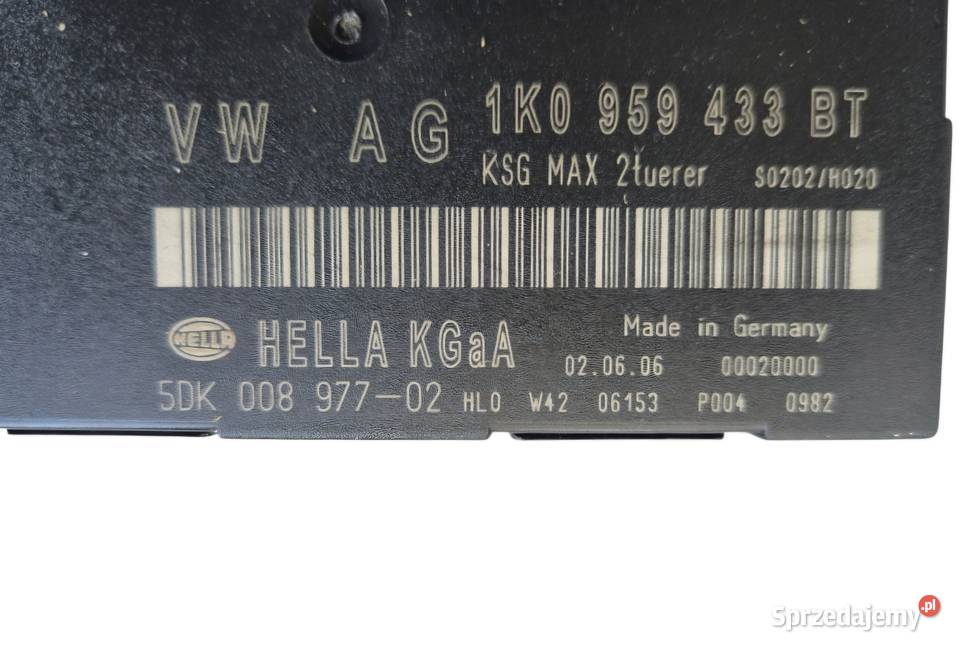 VW AG 1K0 959 433 BT
KSG MAX 2tuerer S0202/H020
HELLA HELLA KGaA Made in Germany
02.06.06 00020000
5DK 008 977-02 HL0 W42 06153 P004 0982
Sprzedajemy .pl